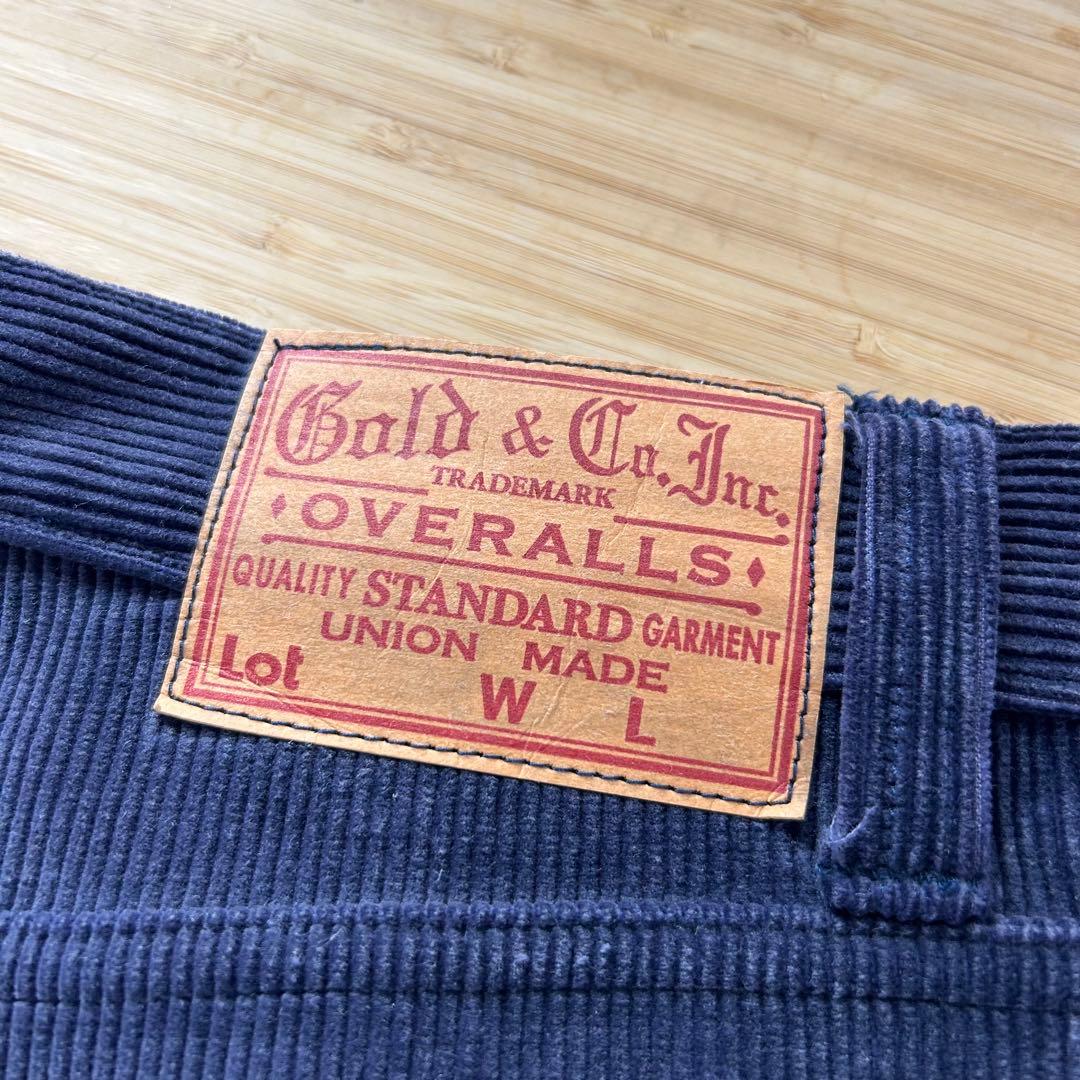 Gold & Co. Inc.
TRADEMARK
OVERALLS
QUALITY STANDARD GARMENT
UNION MADE
Lot W L